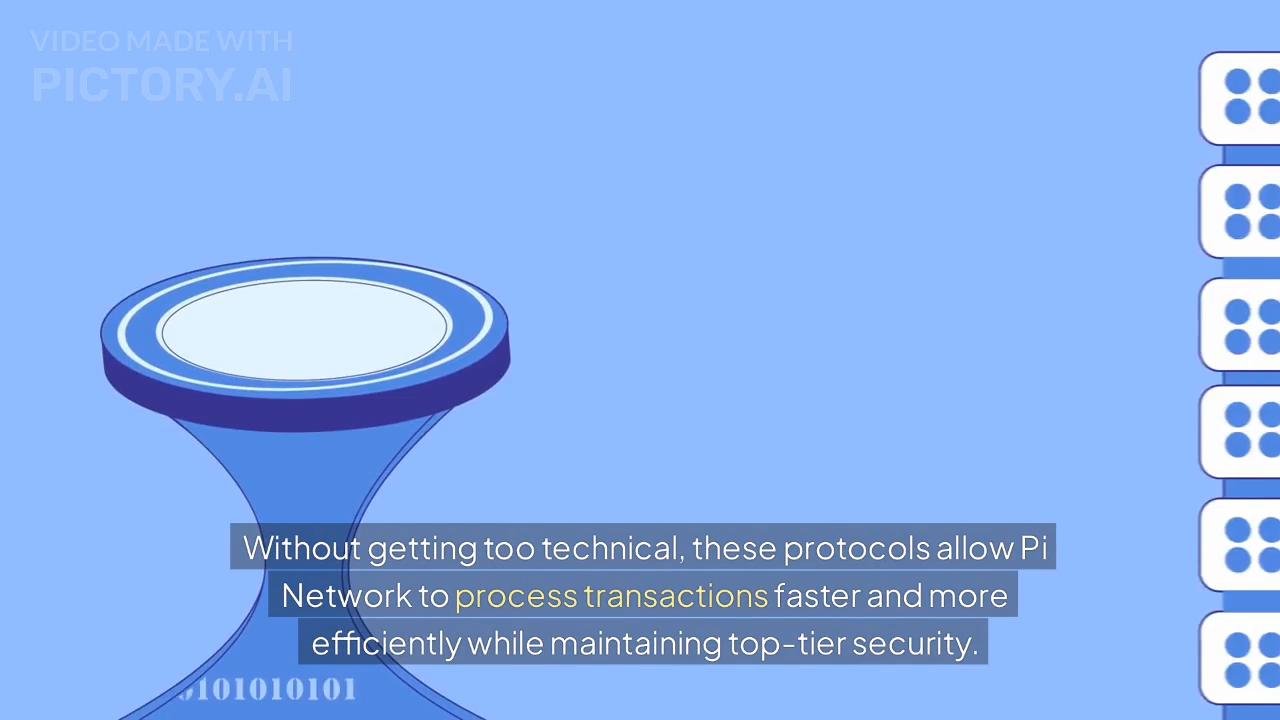 VIDEO MADE WITH
PICTORY.AI
Without getting too technical, these protocols allow Pi
Network to process transactions faster and more
efficiently while maintaining top-tier security.
0101010101